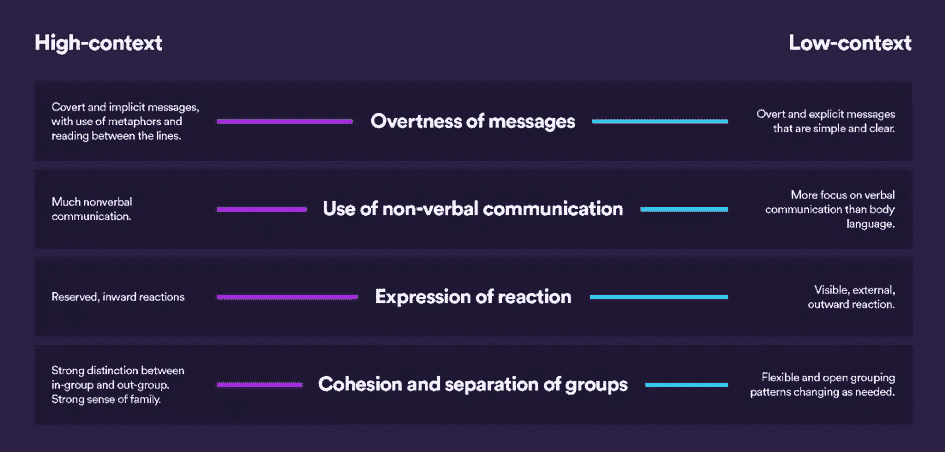 High-context
Low-context
Covert and implicit messages,
with use of metaphors and
reading between the lines.
Overtness of messages
Overt and explicit messages
that are simple and clear.
Much nonverbal
communication.
Use of non-verbal communication
More focus on verbal
communication than body
language.
Reserved, inward reactions
Expression of reaction
Visible, external,
outward reaction.
Strong distinction between
in-group and out-group.
Strong sense of family.
Cohesion and separation of groups
Flexible and open grouping
patterns changing as needed.